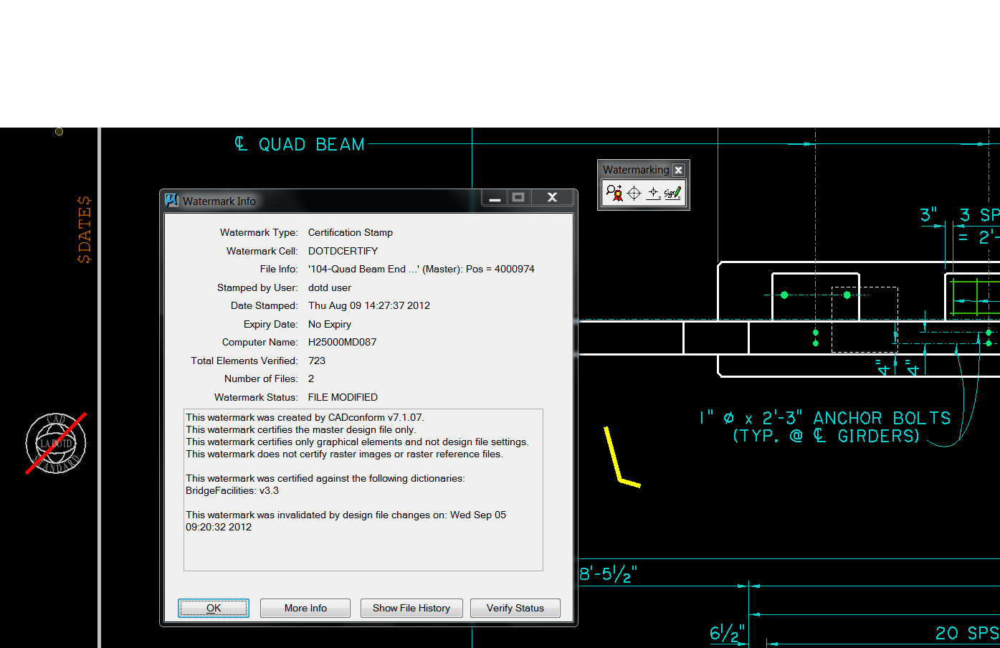 ℄ QUAD BEAM
$DATE$
Watermarking
Sign
3" 3 SP
= 2'-
Watermark Info
Watermark Type: Certification Stamp
Watermark Cell: DOTDCERTIFY
File Info: '104-Quad Beam End ...' (Master): Pos = 4000974
Stamped by User: dotd user
Date Stamped: Thu Aug 09 14:27:37 2012
Expiry Date: No Expiry
Computer Name: H25000MD087
Total Elements Verified: 723
Number of Files: 2
Watermark Status: FILE MODIFIED
This watermark was created by CADconform v7.1.07.
This watermark certifies the master design file only.
This watermark certifies only graphical elements and not design file settings.
This watermark does not certify raster images or raster reference files.
This watermark was certified against the following dictionaries:
BridgeFacilities: v3.3
This watermark was invalidated by design file changes on: Wed Sep 05
09:20:32 2012
OK More Info Show File History Verify Status
CAD
LA DOTD
STANDARD
4" 4"
1" ø x 2'-3" ANCHOR BOLTS
(TYP. @ ℄ GIRDERS)
8'-5½"
6½"
20 SPS